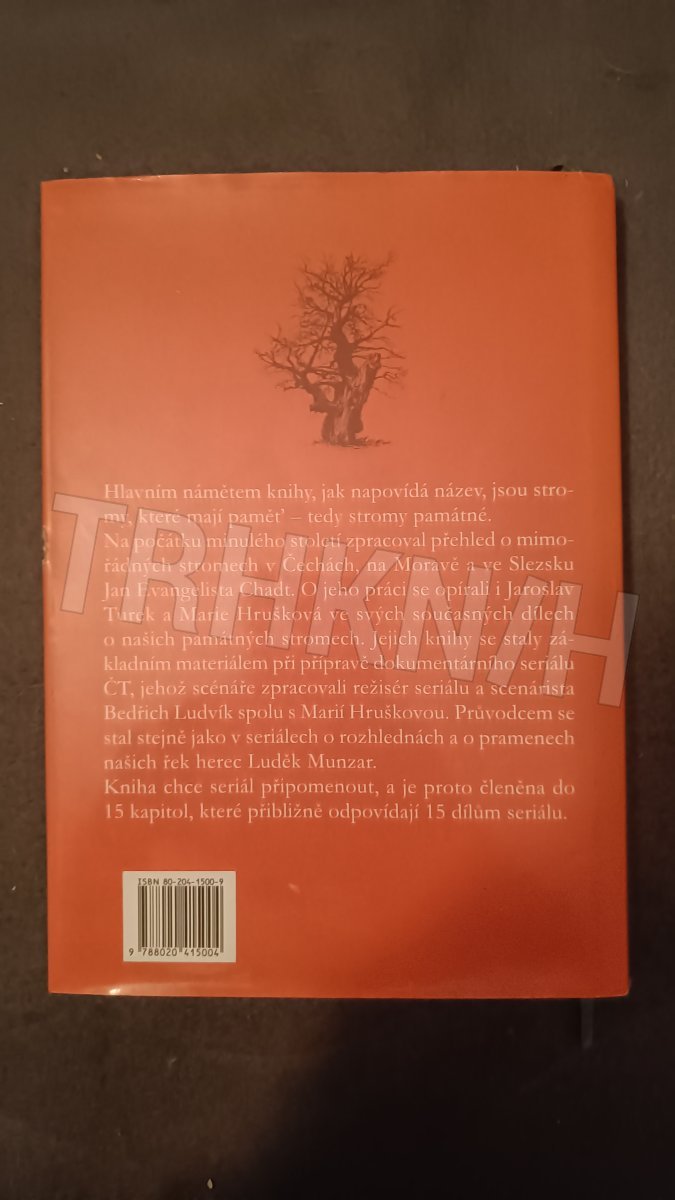 Hlavním námětem knihy, jak napovídá název, jsou stro-
my, které mají paměť – tedy stromy památné.
Na počátku minulého století zpracoval přehled o mimo-
řádných stromech v Čechách, na Moravě a ve Slezsku
Jan Evangelista Chadt. O jeho práci se opírali i Jaroslav
Turek a Marie Hrušková ve svých současných dílech
o našich památných stromech. Jejich knihy se staly zá-
kladním materiálem při přípravě dokumentárního seriálu
ČT, jehož scénáře zpracovali režisér seriálu a scenárista
Bedřich Ludvík spolu s Marií Hruškovou. Průvodcem se
stal stejně jako v seriálech o rozhlednách a o pramenech
našich řek herec Luděk Munzar.
Kniha chce seriál připomenout, a je proto členěna do
15 kapitol, které přibližně odpovídají 15 dílům seriálu.
ISBN 80-204-1500-9
9 788020 415004
TRHKNIH